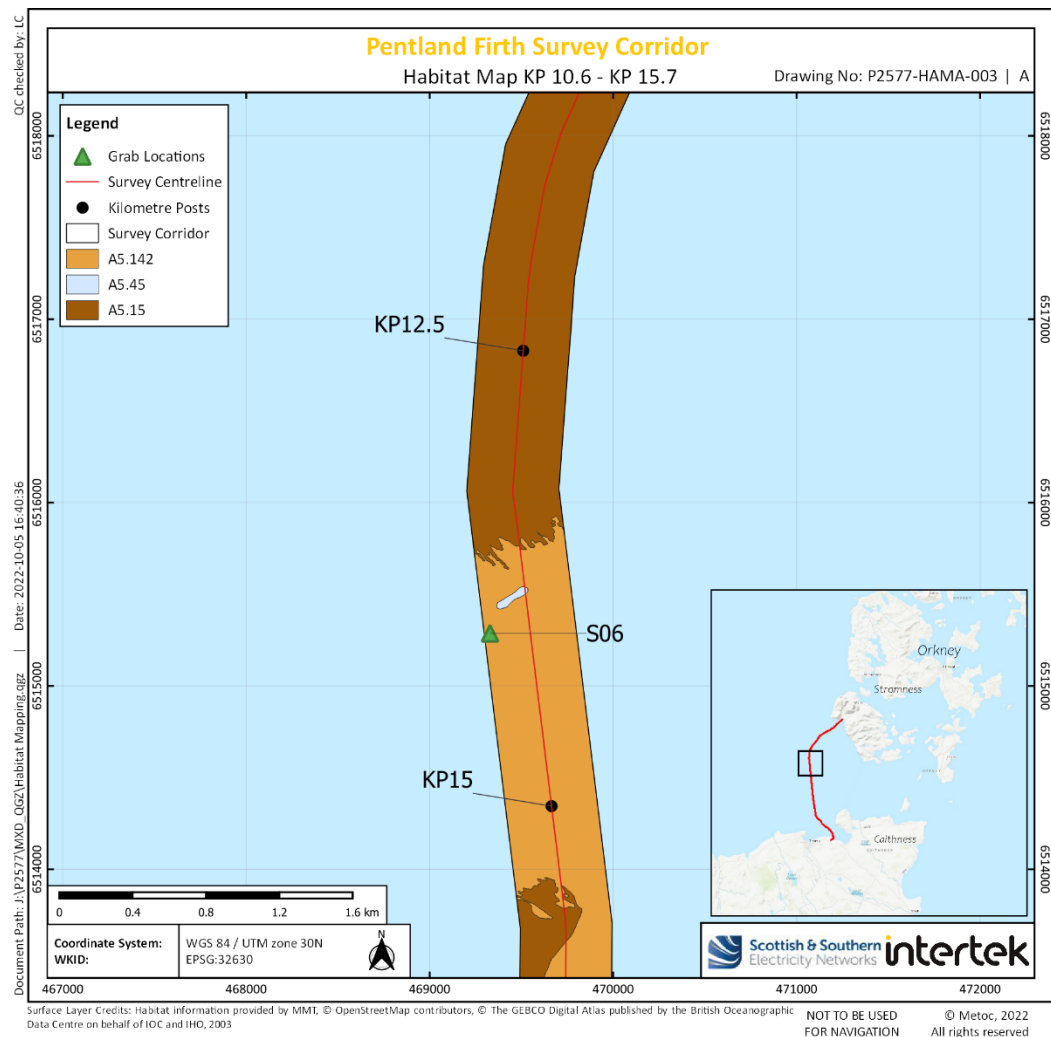 QC checked by: LC
Date: 2022-10-05 16:40:36
Document Path: J:\P2577\MXD_QGZ\Habitat Mapping.qgz
Pentland Firth Survey Corridor
Habitat Map KP 10.6 - KP 15.7
Drawing No: P2577-HAMA-003 | A
Legend
Grab Locations
Survey Centreline
Kilometre Posts
Survey Corridor
A5.142
A5.45
A5.15
6518000
6518000
6517000
6517000
KP12.5
6516000
6516000
S06
6515000
6515000
KP15
6514000
6514000
Orkney
Stromness
Caithness
0 0.4 0.8 1.2 1.6 km
Coordinate System: WGS 84 / UTM zone 30N
WKID: EPSG:32630
N
Scottish & Southern
Electricity Networks
intertek
467000 468000 469000 470000 471000 472000
Surface Layer Credits: Habitat information provided by MMT, © OpenStreetMap contributors, © The GEBCO Digital Atlas published by the British Oceanographic
Data Centre on behalf of IOC and IHO, 2003
NOT TO BE USED
FOR NAVIGATION
© Metoc, 2022
All rights reserved